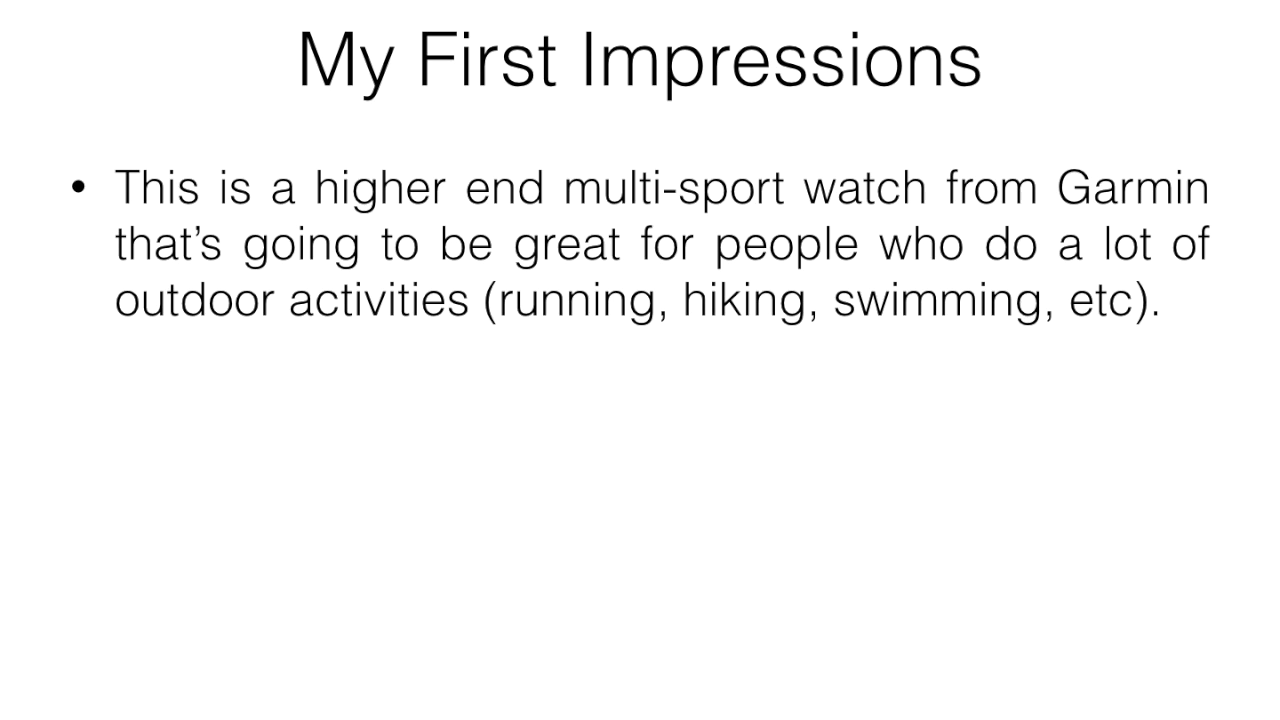 My First Impressions
• This is a higher end multi-sport watch from Garmin
that’s going to be great for people who do a lot of
outdoor activities (running, hiking, swimming, etc).